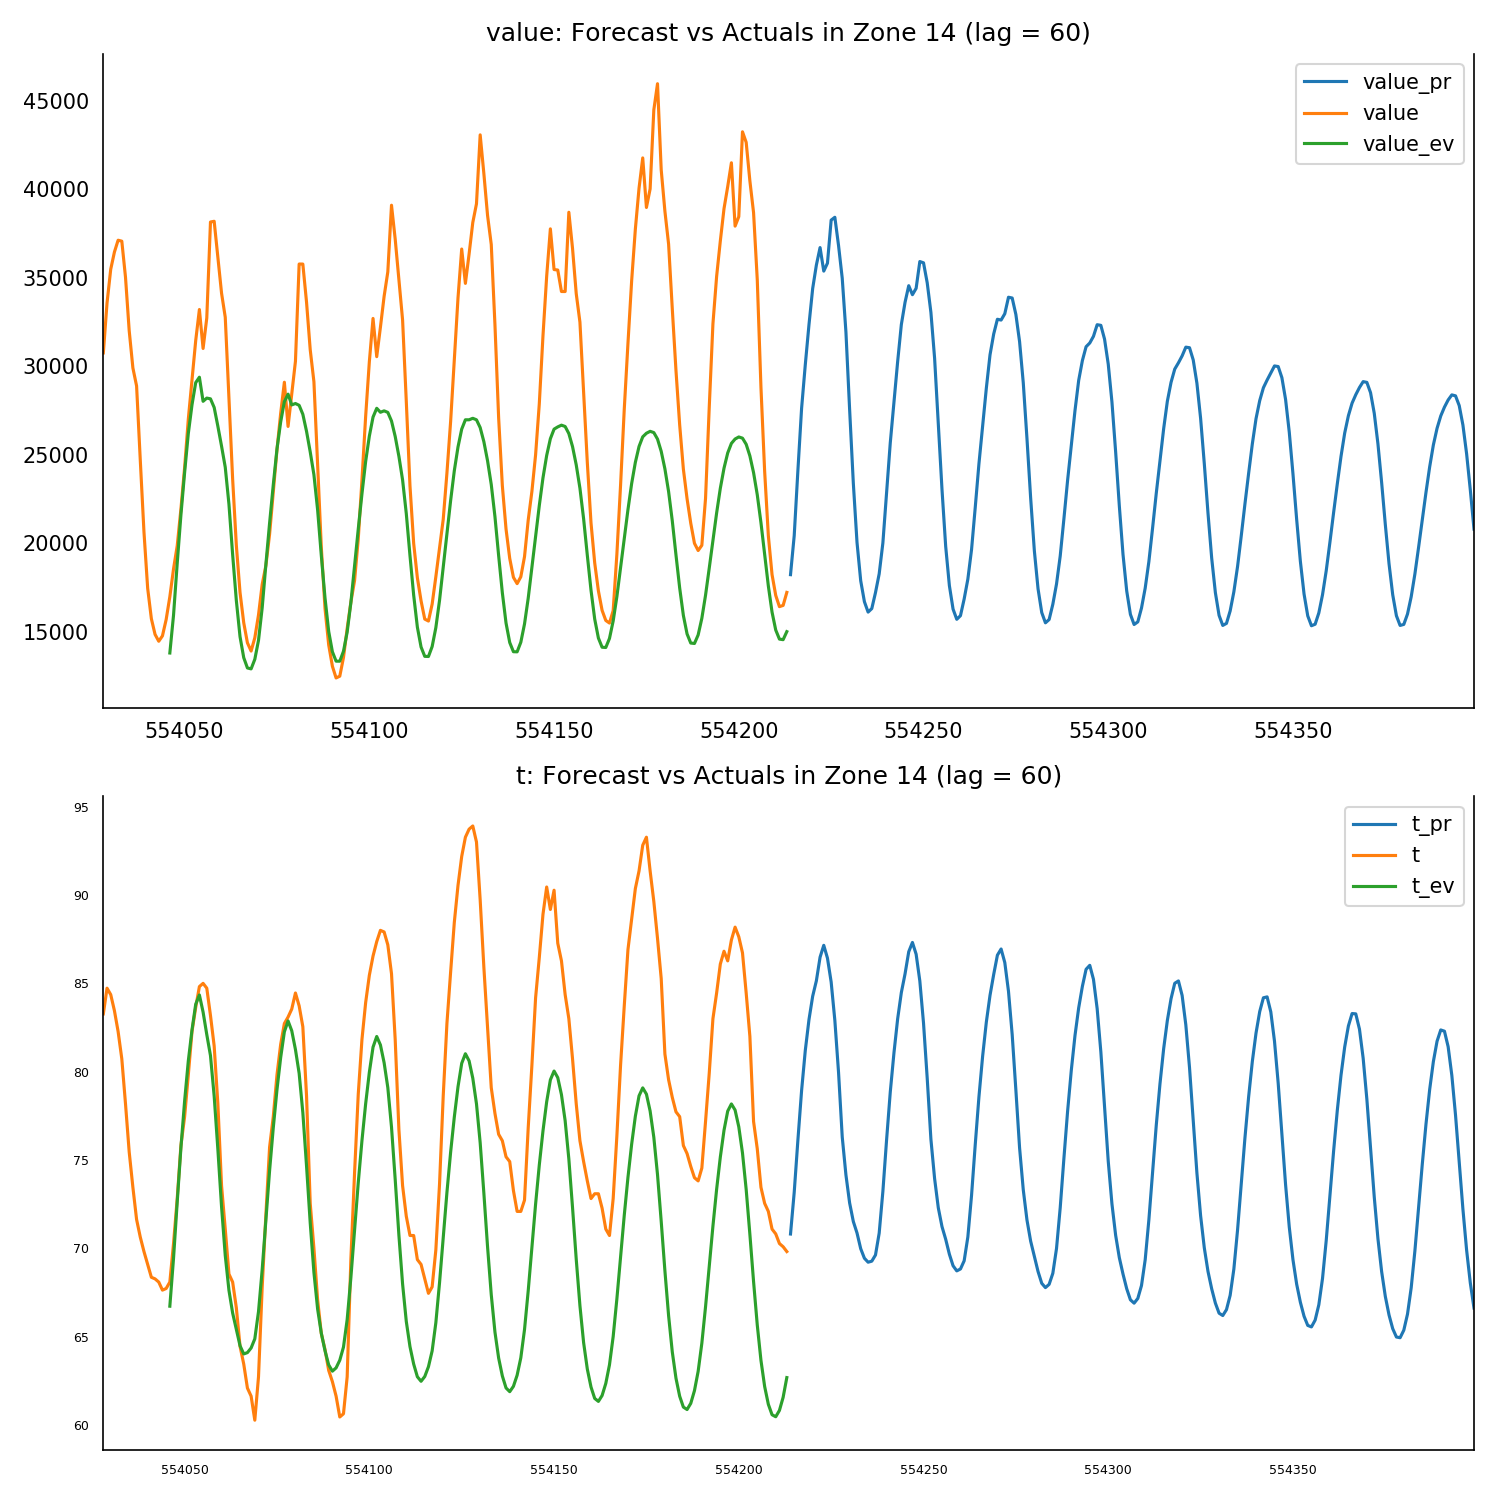 value: Forecast vs Actuals in Zone 14 (lag = 60)
value_pr
value
value_ev
45000
40000
35000
30000
25000
20000
15000
554050 554100 554150 554200 554250 554300 554350
t: Forecast vs Actuals in Zone 14 (lag = 60)
t_pr
t
t_ev
95
90
85
80
75
70
65
60
554050 554100 554150 554200 554250 554300 554350